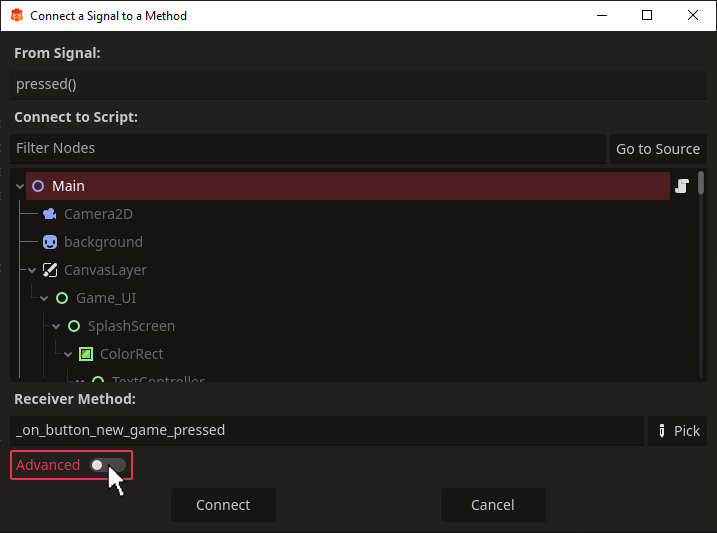 Connect a Signal to a Method
From Signal:
pressed()
Connect to Script:
Filter Nodes
Go to Source
Main
Camera2D
background
CanvasLayer
Game_UI
SplashScreen
ColorRect
TextController
Receiver Method:
_on_button_new_game_pressed
Pick
Advanced
Connect
Cancel